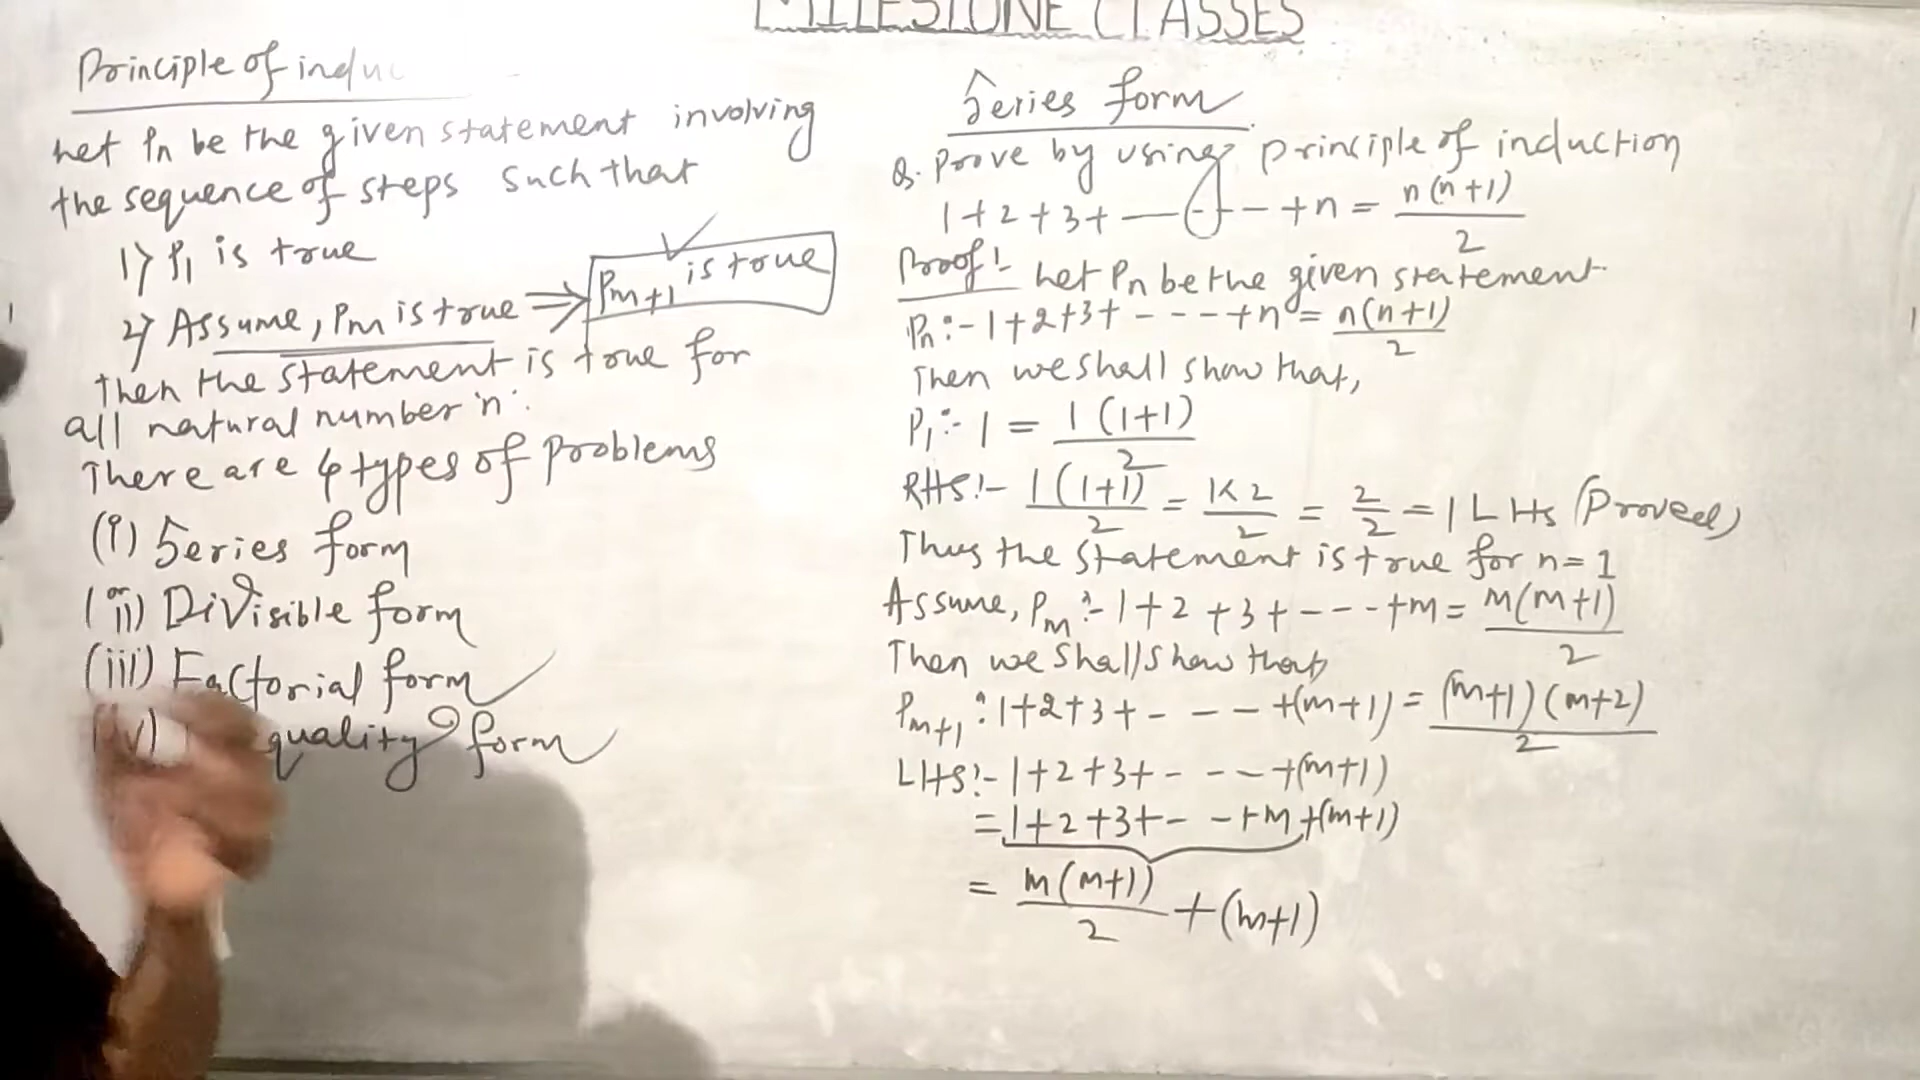 MILESTONE CLASSES
Principle of induc
Let Pn be the given statement involving
the sequence of steps such that
1) P1 is true
2) Assume, Pm is true ⇒ Pm+1 is true ✓
Then the statement is true for
all natural number 'n'.
There are 4 types of problems
(i) Series form
(ii) Divisible form
(iii) Factorial form ✓
(iv) quality form
Series form
Q. Prove by using principle of induction
1+2+3+ ------ +n = n(n+1)/2
Proof:- Let Pn be the given statement
Pn:- 1+2+3+ ---- +n = n(n+1)/2
Then we shall show that,
P1:- 1 = 1(1+1)/2
RHS:- 1(1+1)/2 = 1×2/2 = 2/2 = 1 LHS (Proved)
Thus the statement is true for n=1
Assume, Pm:- 1+2+3+ ---- +m = m(m+1)/2
Then we shall show that,
Pm+1: 1+2+3+ - - - +(m+1) = (m+1)(m+2)/2
LHS:- 1+2+3+ - - - +(m+1)
= 1+2+3+ - - +m+(m+1)
= m(m+1)/2 + (m+1)